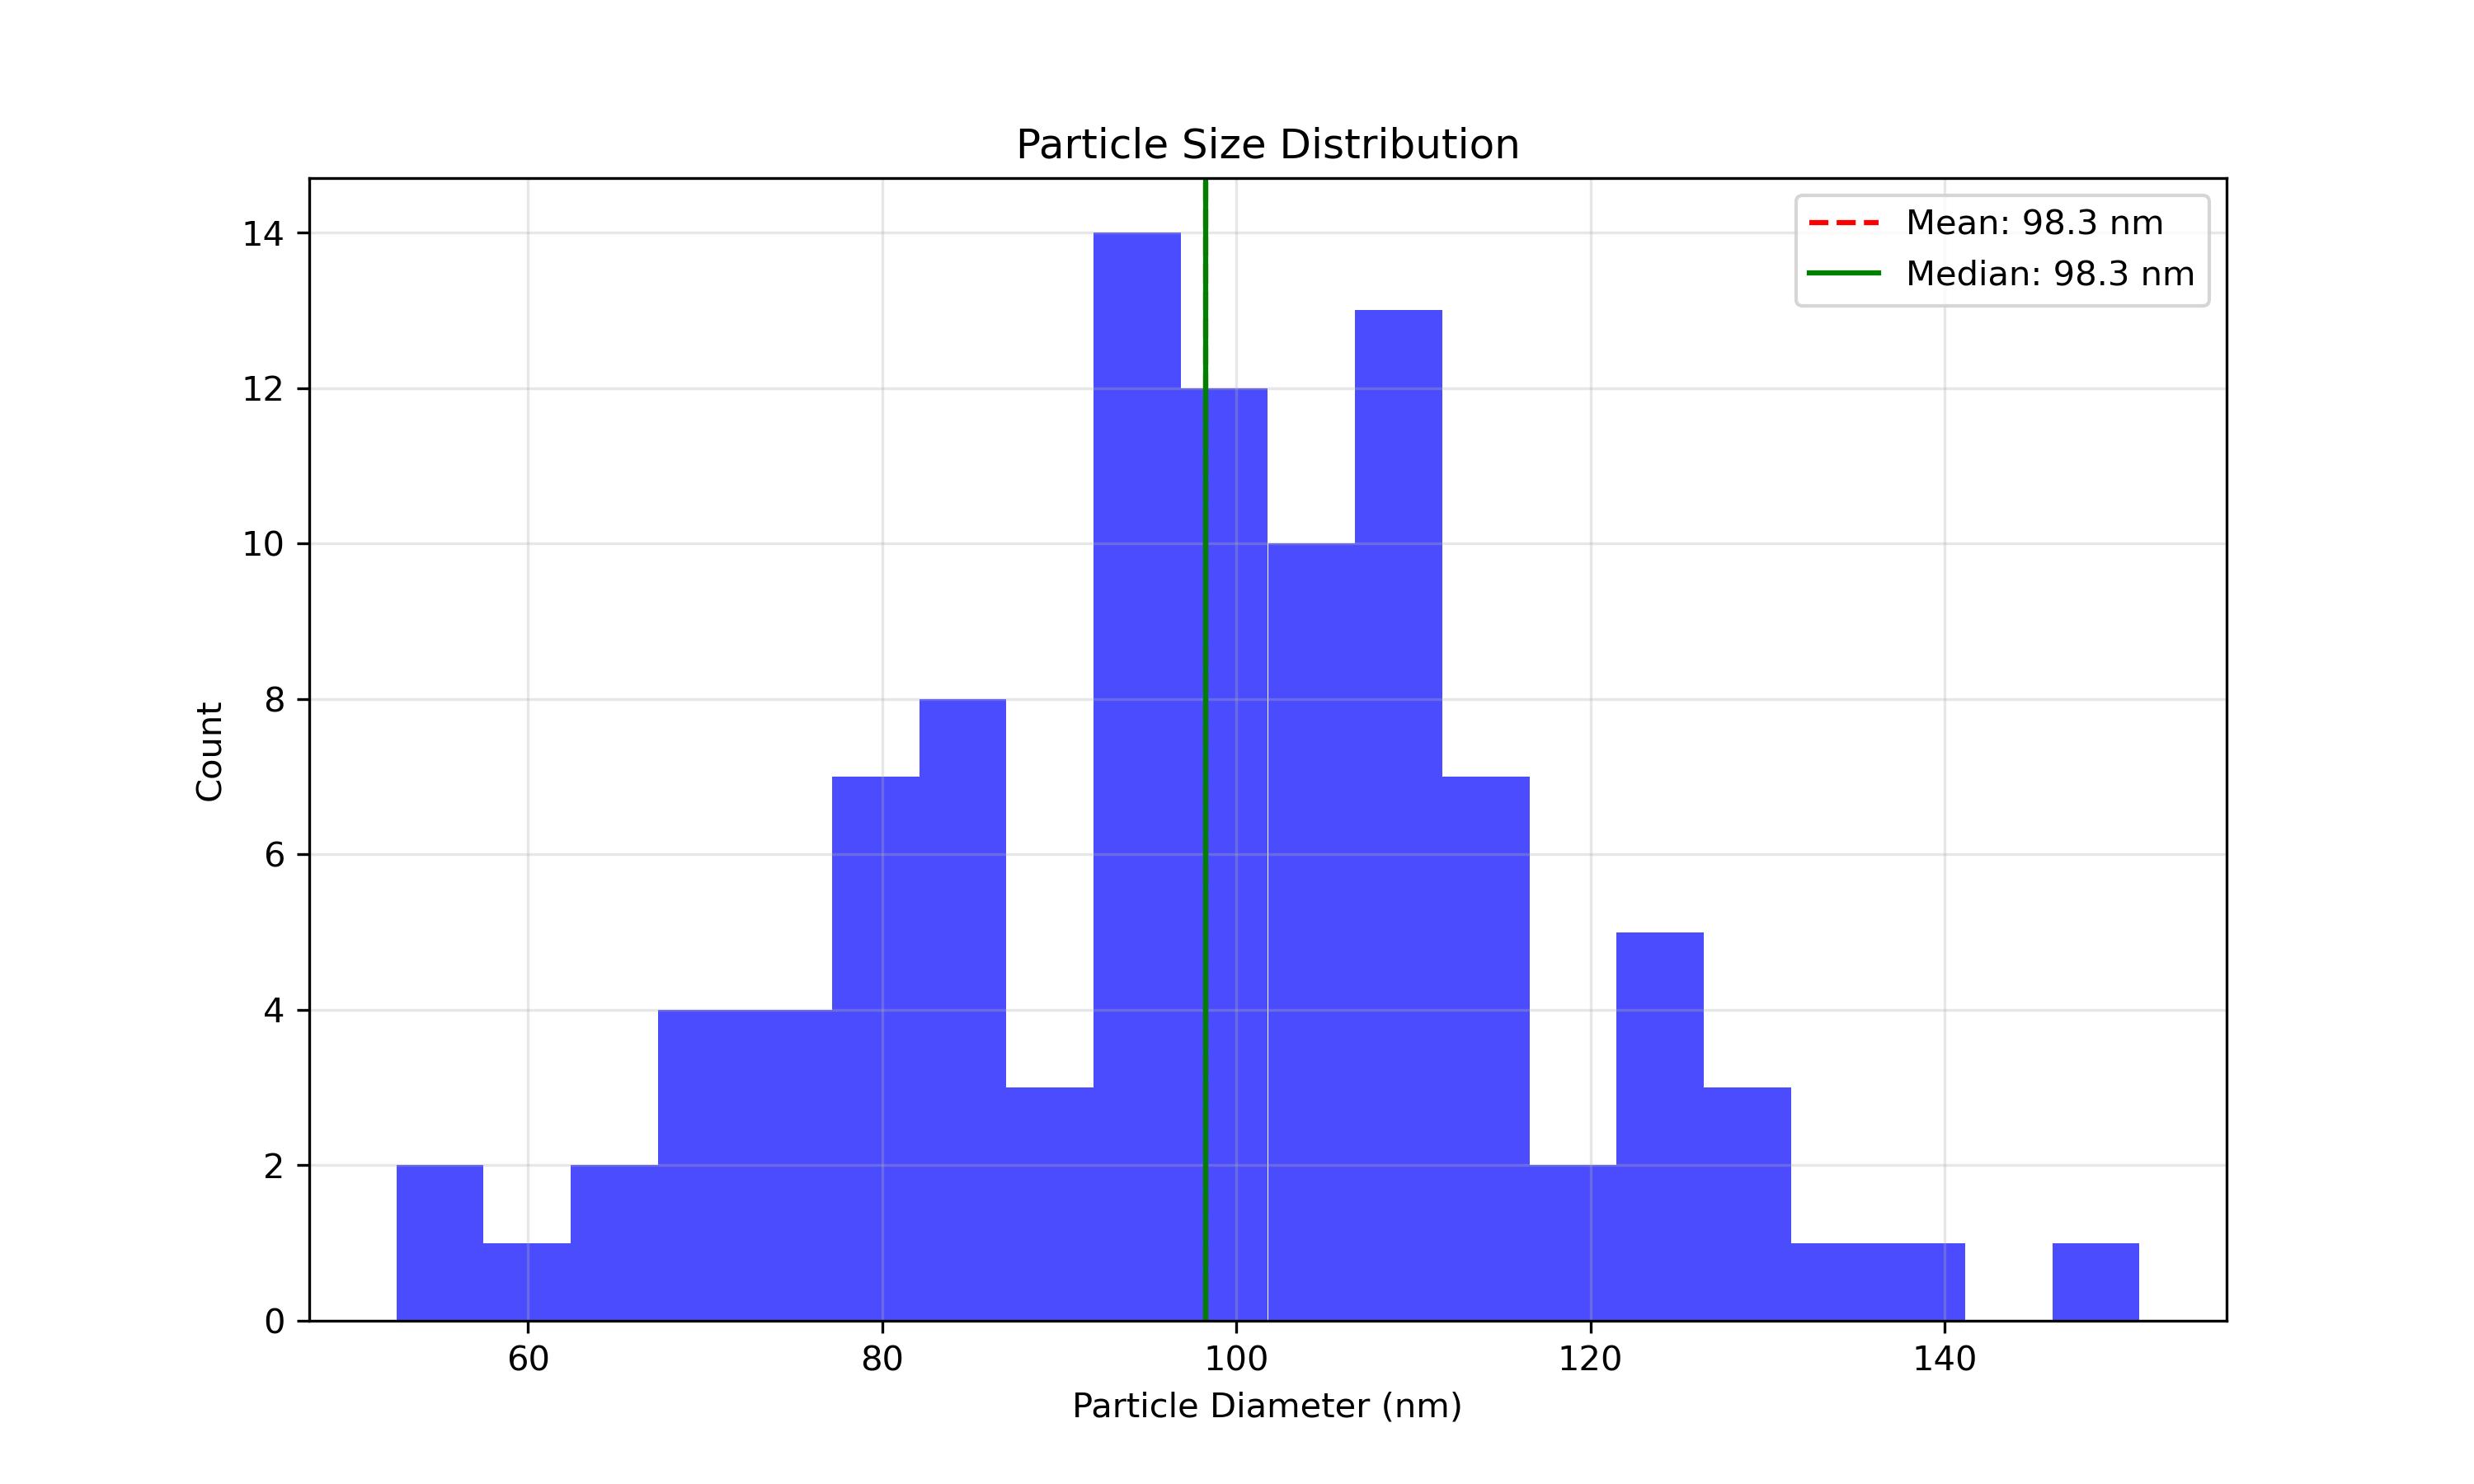 Particle Size Distribution
Mean: 98.3 nm
Median: 98.3 nm
14
12
10
8
6
4
2
0
Count
60 80 100 120 140
Particle Diameter (nm)